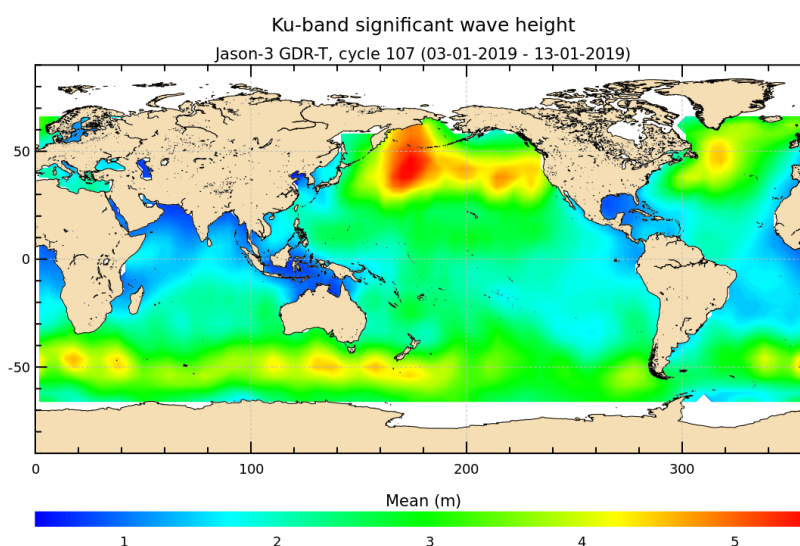 Ku-band significant wave height
Jason-3 GDR-T, cycle 107 (03-01-2019 - 13-01-2019)
50
0
-50
0 100 200 300
Mean (m)
1 2 3 4 5